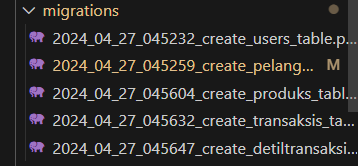 migrations
2024_04_27_045232_create_users_table.p...
2024_04_27_045259_create_pelang... M
2024_04_27_045604_create_produks_tabl...
2024_04_27_045632_create_transaksis_ta...
2024_04_27_045647_create_detiltransaksi...